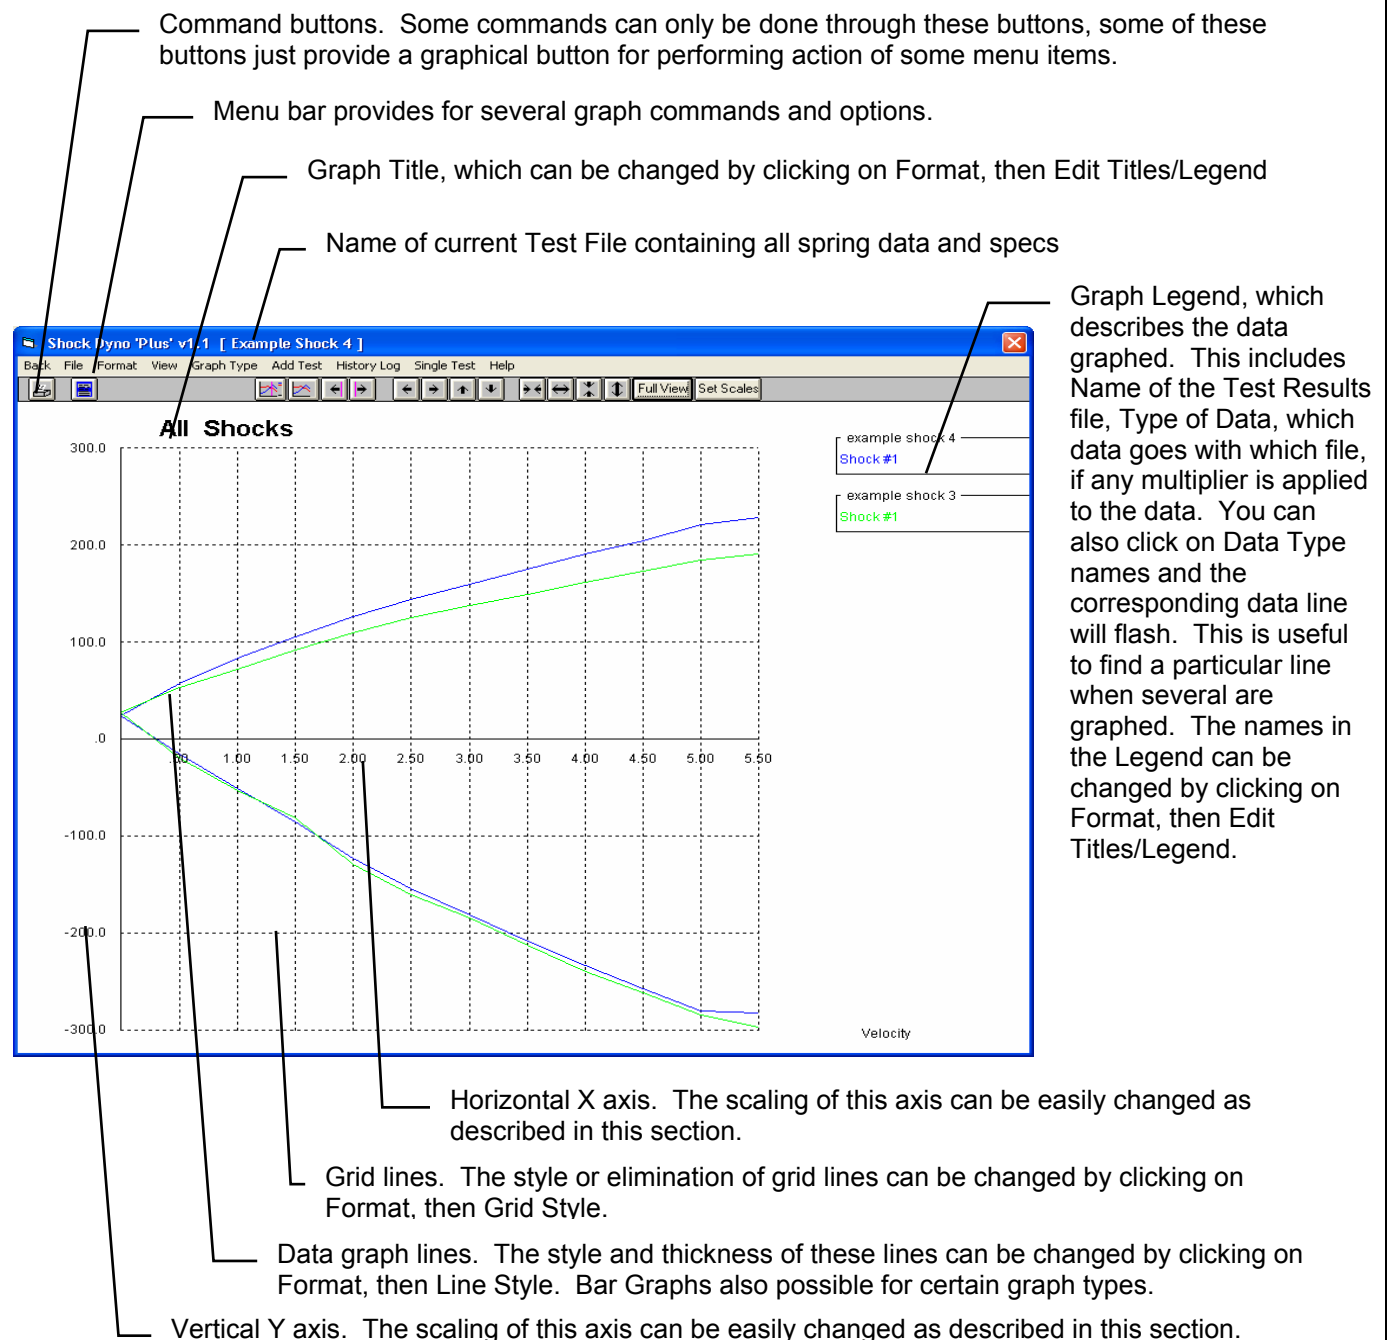 Command buttons.  Some commands can only be done through these buttons, some of these
buttons just provide a graphical button for performing action of some menu items.
Menu bar provides for several graph commands and options.
Graph Title, which can be changed by clicking on Format, then Edit Titles/Legend
Name of current Test File containing all spring data and specs
Graph Legend, which
describes the data
graphed.  This includes
Name of the Test Results
file, Type of Data, which
data goes with which file,
if any multiplier is applied
to the data.  You can
also click on Data Type
names and the
corresponding data line
will flash.  This is useful
to find a particular line
when several are
graphed.  The names in
the Legend can be
changed by clicking on
Format, then Edit
Titles/Legend.
Shock Dyno 'Plus' v1.1  [ Example Shock 4 ]
Back File Format View Graph Type Add Test History Log Single Test Help
Full View Set Scales
All Shocks
example shock 4
Shock #1
example shock 3
Shock #1
300.0
200.0
100.0
.0
.50 1.00 1.50 2.00 2.50 3.00 3.50 4.00 4.50 5.00 5.50
-100.0
-200.0
-300.0
Velocity
Horizontal X axis.  The scaling of this axis can be easily changed as
described in this section.
Grid lines.  The style or elimination of grid lines can be changed by clicking on
Format, then Grid Style.
Data graph lines.  The style and thickness of these lines can be changed by clicking on
Format, then Line Style.  Bar Graphs also possible for certain graph types.
Vertical Y axis.  The scaling of this axis can be easily changed as described in this section.